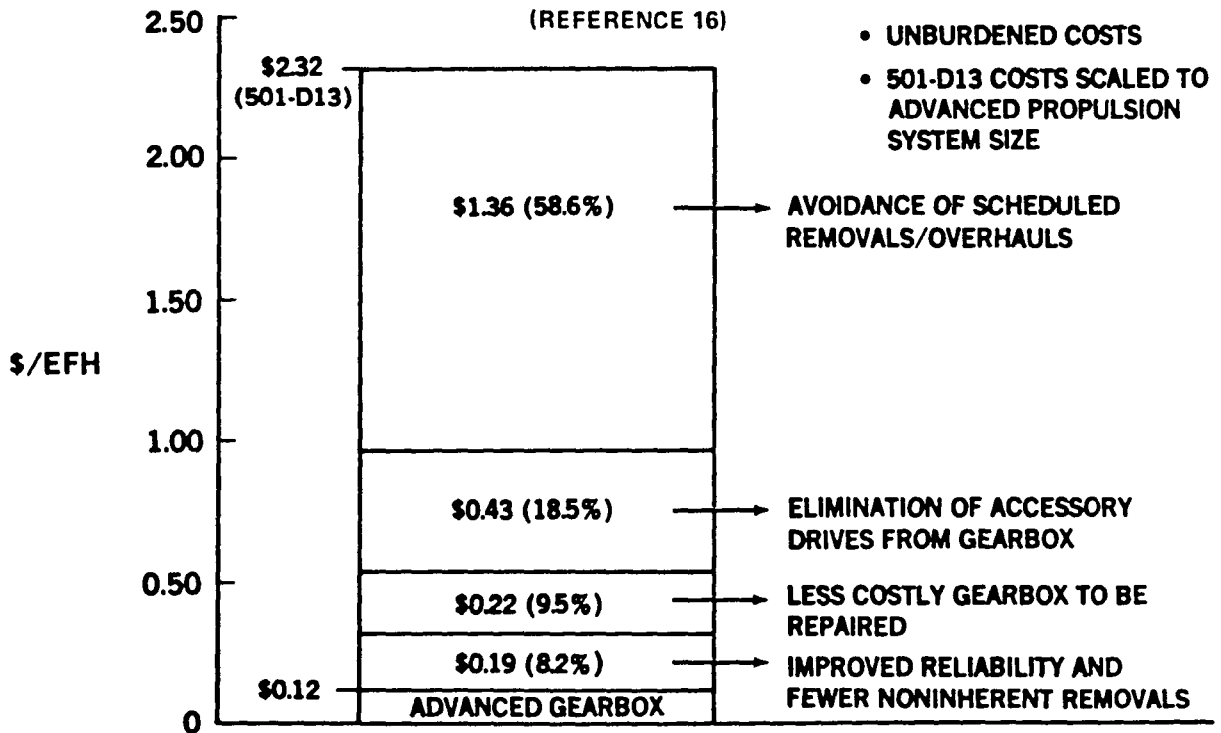 (REFERENCE 16)
• UNBURDENED COSTS
• 501-D13 COSTS SCALED TO
ADVANCED PROPULSION
SYSTEM SIZE
$/EFH
2.50
2.00
1.50
1.00
0.50
0
$2.32
(501-D13)
$0.12
$1.36 (58.6%)
AVOIDANCE OF SCHEDULED
REMOVALS/OVERHAULS
$0.43 (18.5%)
ELIMINATION OF ACCESSORY
DRIVES FROM GEARBOX
$0.22 (9.5%)
LESS COSTLY GEARBOX TO BE
REPAIRED
$0.19 (8.2%)
IMPROVED RELIABILITY AND
FEWER NONINHERENT REMOVALS
ADVANCED GEARBOX